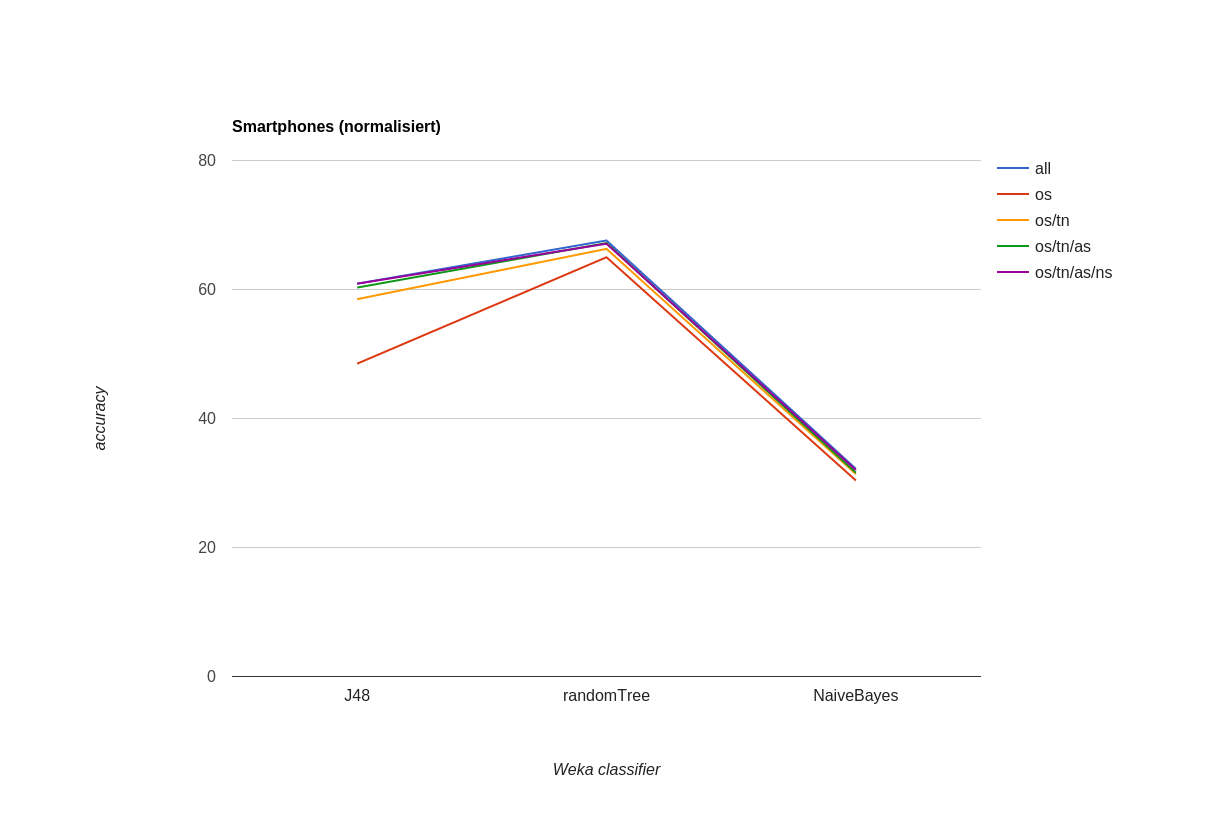 Smartphones (normalisiert)
80
60
40
20
0
accuracy
J48
randomTree
NaiveBayes
Weka classifier
all
os
os/tn
os/tn/as
os/tn/as/ns